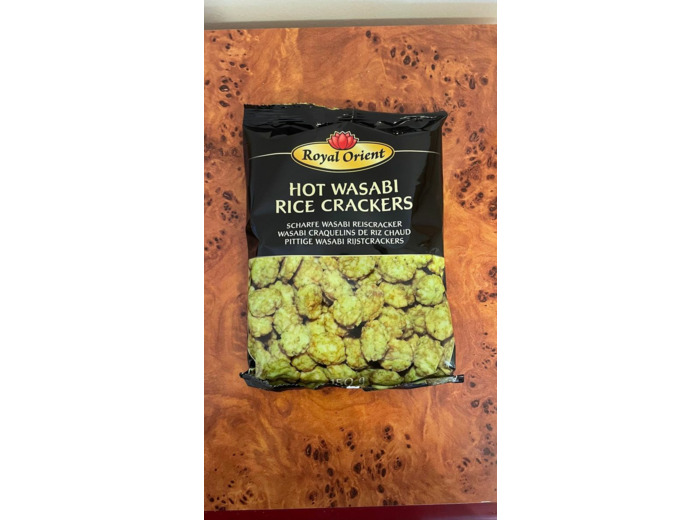 Royal Orient
HOT WASABI
RICE CRACKERS
SCHARFE WASABI REISCRACKER
WASABI CRAQUELINS DE RIZ CHAUD
PITTIGE WASABI RIJSTCRACKERS